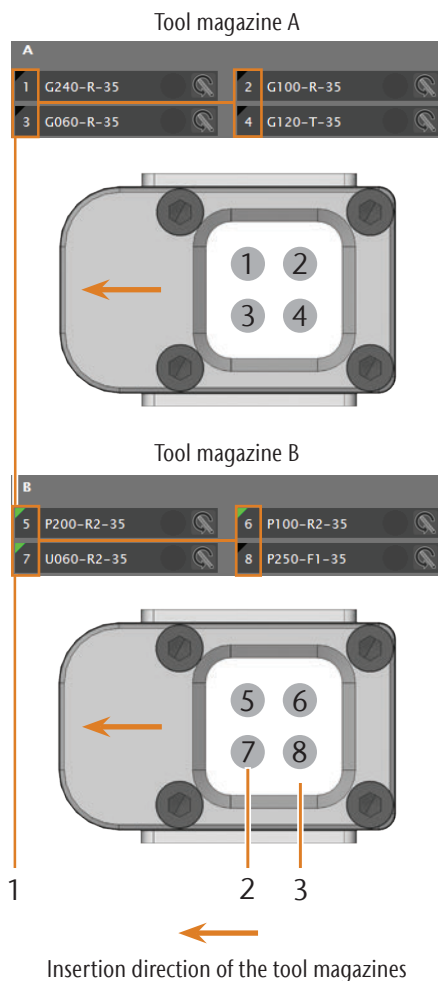 Tool magazine A
A
1 G240-R-35 2 G100-R-35
3 G060-R-35 4 G120-T-35
1 2
3 4
Tool magazine B
B
5 P200-R2-35 6 P100-R2-35
7 U060-R2-35 8 P250-F1-35
5 6
7 8
1 2 3
Insertion direction of the tool magazines